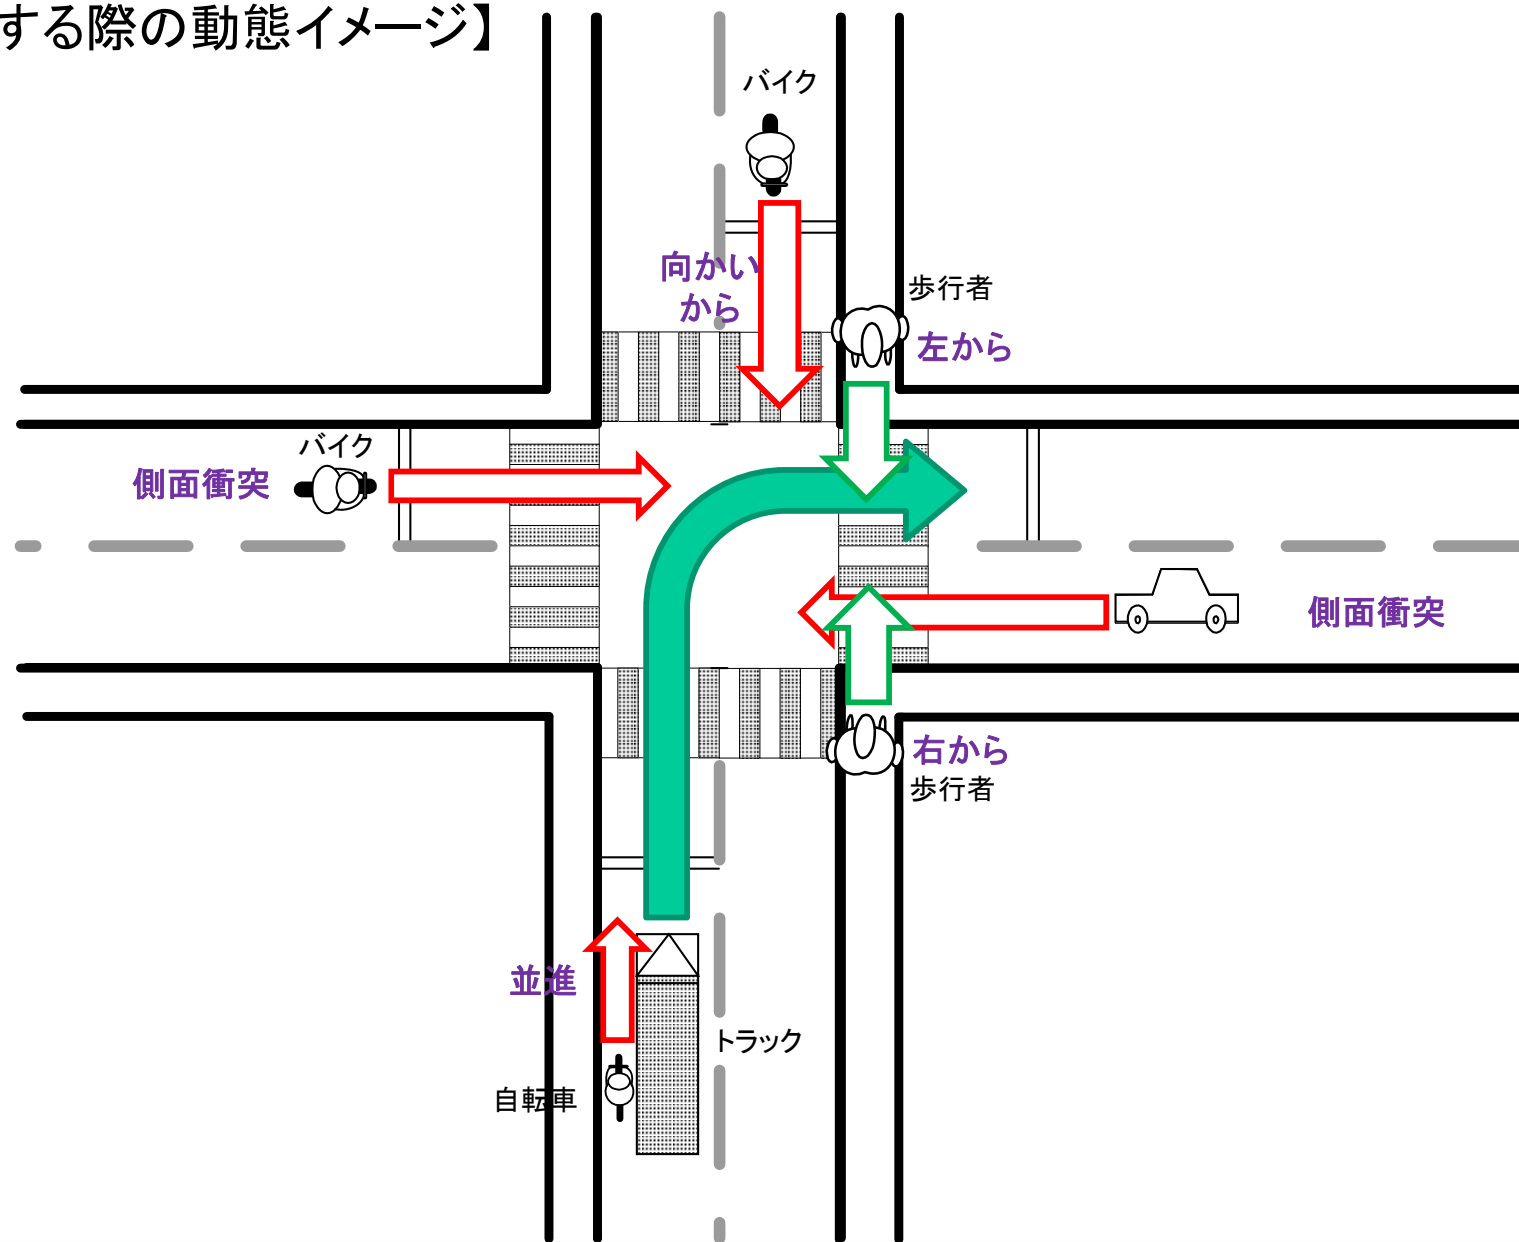 する際の動態イメージ】
バイク
向かい
から
歩行者
左から
バイク
側面衝突
側面衝突
右から
歩行者
並進
トラック
自転車